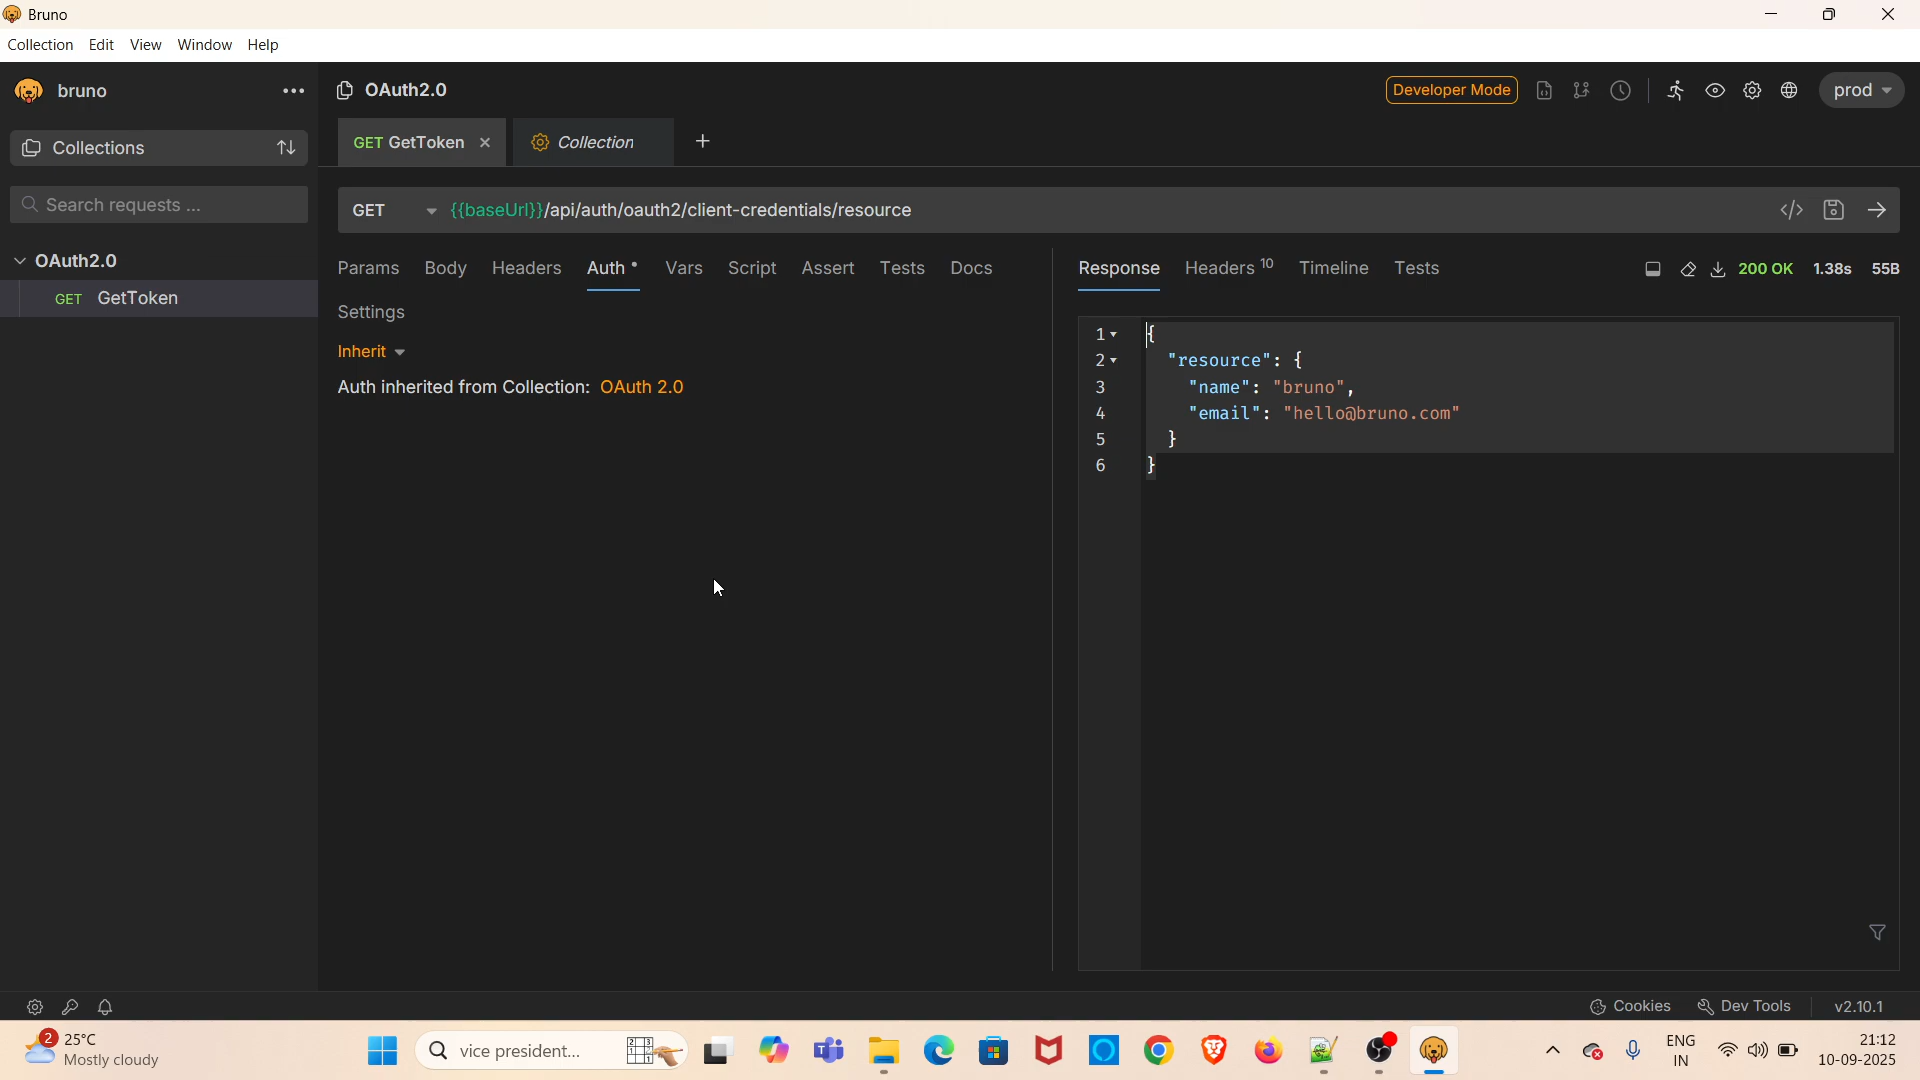 Bruno
Collection Edit View Window Help
bruno
OAuth2.0
Developer Mode
prod
Collections
GET GetToken
Collection
Search requests ...
GET {{baseUrl}}/api/auth/oauth2/client-credentials/resource
OAuth2.0
GET GetToken
Params Body Headers Auth Vars Script Assert Tests Docs
Settings
Inherit
Auth inherited from Collection: OAuth 2.0
Response Headers 10 Timeline Tests
200 OK 1.38s 55B
1 {
2 "resource": {
3 "name": "bruno",
4 "email": "hello@bruno.com"
5 }
6 }
Cookies Dev Tools v2.10.1
2
25°C
Mostly cloudy
vice president...
ENG
IN
21:12
10-09-2025